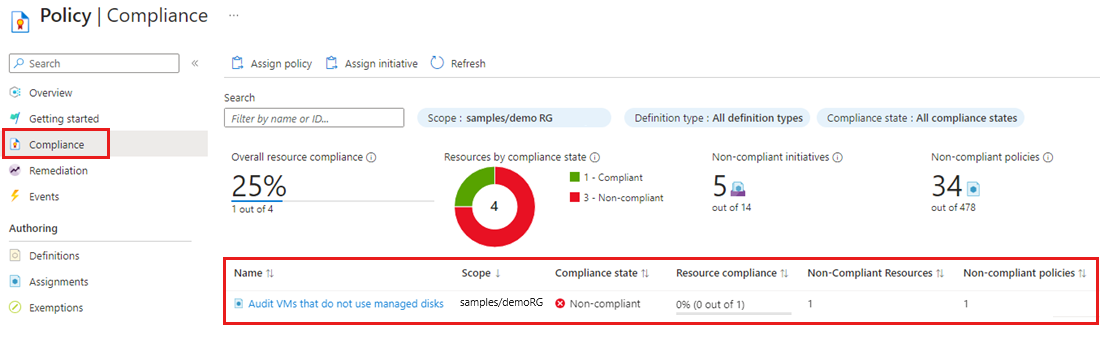 Policy | Compliance ...
Search «
Overview
Getting started
Compliance
Remediation
Events
Authoring
Definitions
Assignments
Exemptions
Assign policy Assign initiative Refresh
Search
Filter by name or ID... Scope : samples/demo RG Definition type : All definition types Compliance state : All compliance states
Overall resource compliance Resources by compliance state Non-compliant initiatives Non-compliant policies
25% 4 1 - Compliant 5 34
1 out of 4 3 - Non-compliant out of 14 out of 478
Name ↑↓ Scope ↓ Compliance state ↑↓ Resource compliance ↑↓ Non-Compliant Resources ↑↓ Non-compliant policies ↑↓
Audit VMs that do not use managed disks samples/demoRG Non-compliant 0% (0 out of 1) 1 1